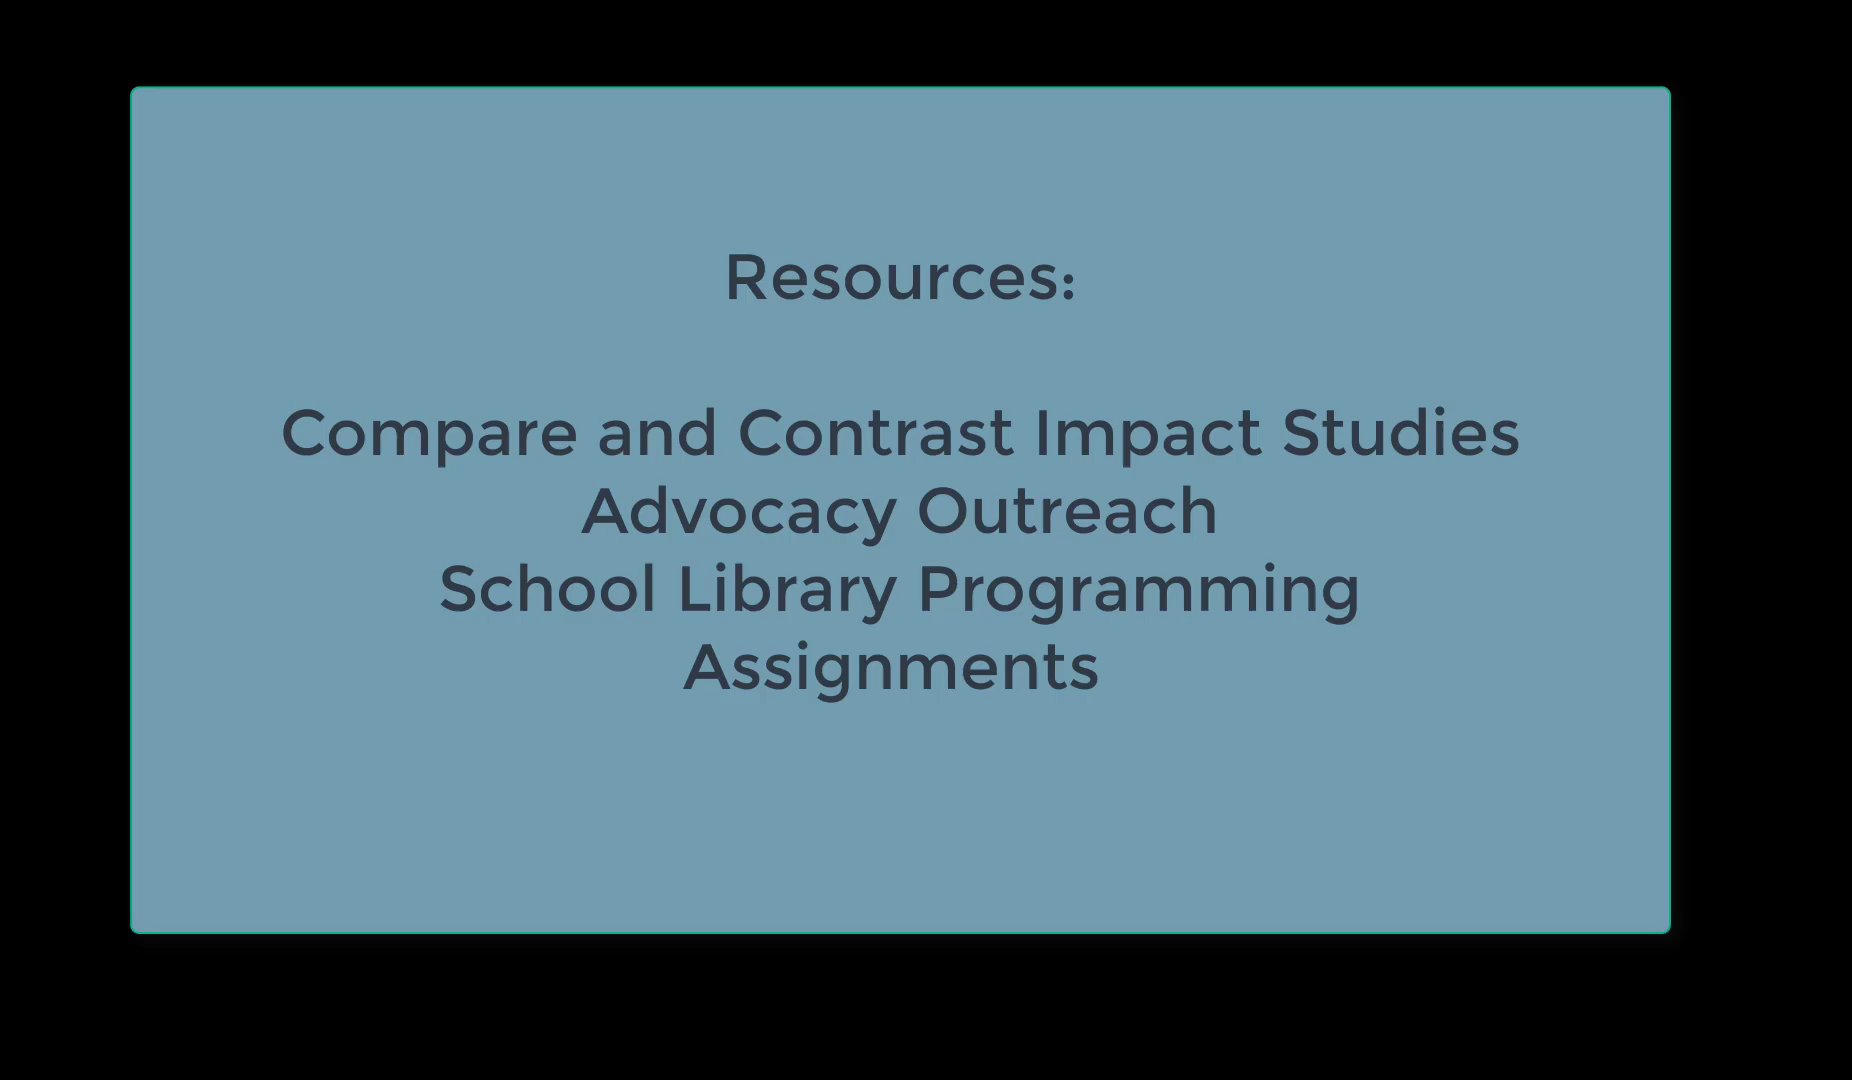 Resources:
Compare and Contrast Impact Studies
Advocacy Outreach
School Library Programming
Assignments